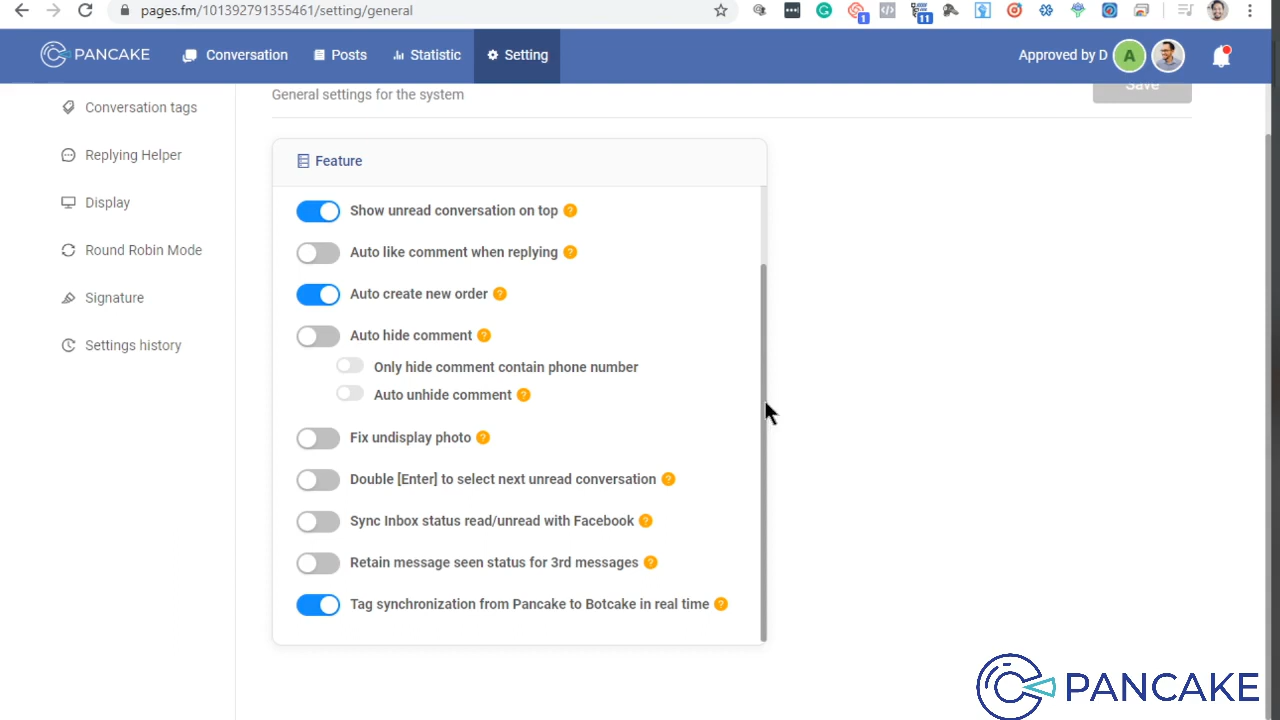 pages.fm/101392791355461/setting/general
1
11
PANCAKE Conversation Posts Statistic Setting Approved by D A
General settings for the system Save
Conversation tags
Replying Helper
Display
Round Robin Mode
Signature
Settings history
Feature
Show unread conversation on top ?
Auto like comment when replying ?
Auto create new order ?
Auto hide comment ?
Only hide comment contain phone number
Auto unhide comment ?
Fix undisplay photo ?
Double [Enter] to select next unread conversation ?
Sync Inbox status read/unread with Facebook ?
Retain message seen status for 3rd messages ?
Tag synchronization from Pancake to Botcake in real time ?
PANCAKE